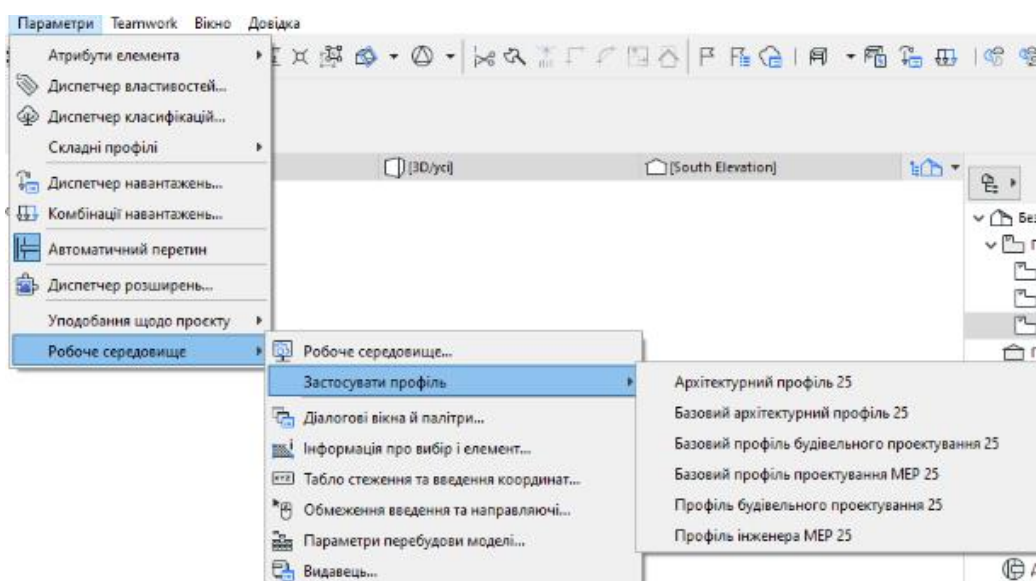 Параметри Teamwork Вікно Довідка
Атрибути елемента
Диспетчер властивостей...
Диспетчер класифікацій...
Складні профілі
[3D/усі]
[South Elevation]
Диспетчер навантажень...
Комбінації навантажень...
Автоматичний перетин
Диспетчер розширень...
Уподобання щодо проєкту
Робоче середовище
Робоче середовище...
Застосувати профіль
Діалогові вікна й палітри...
Інформація про вибір і елемент...
Табло стеження та введення координат...
Обмеження введення та направляючі...
Параметри перебудови моделі...
Видавець...
Архітектурний профіль 25
Базовий архітектурний профіль 25
Базовий профіль будівельного проектування 25
Базовий профіль проектування МЕР 25
Профіль будівельного проектування 25
Профіль інженера МЕР 25